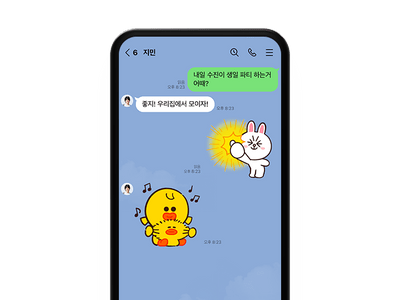 6 지민
내일 수진이 생일 파티 하는거
어때?
읽음
오후 8:23
좋지! 우리집에서 모이자!
오후 8:23
읽음
오후 8:23
오후 8:23